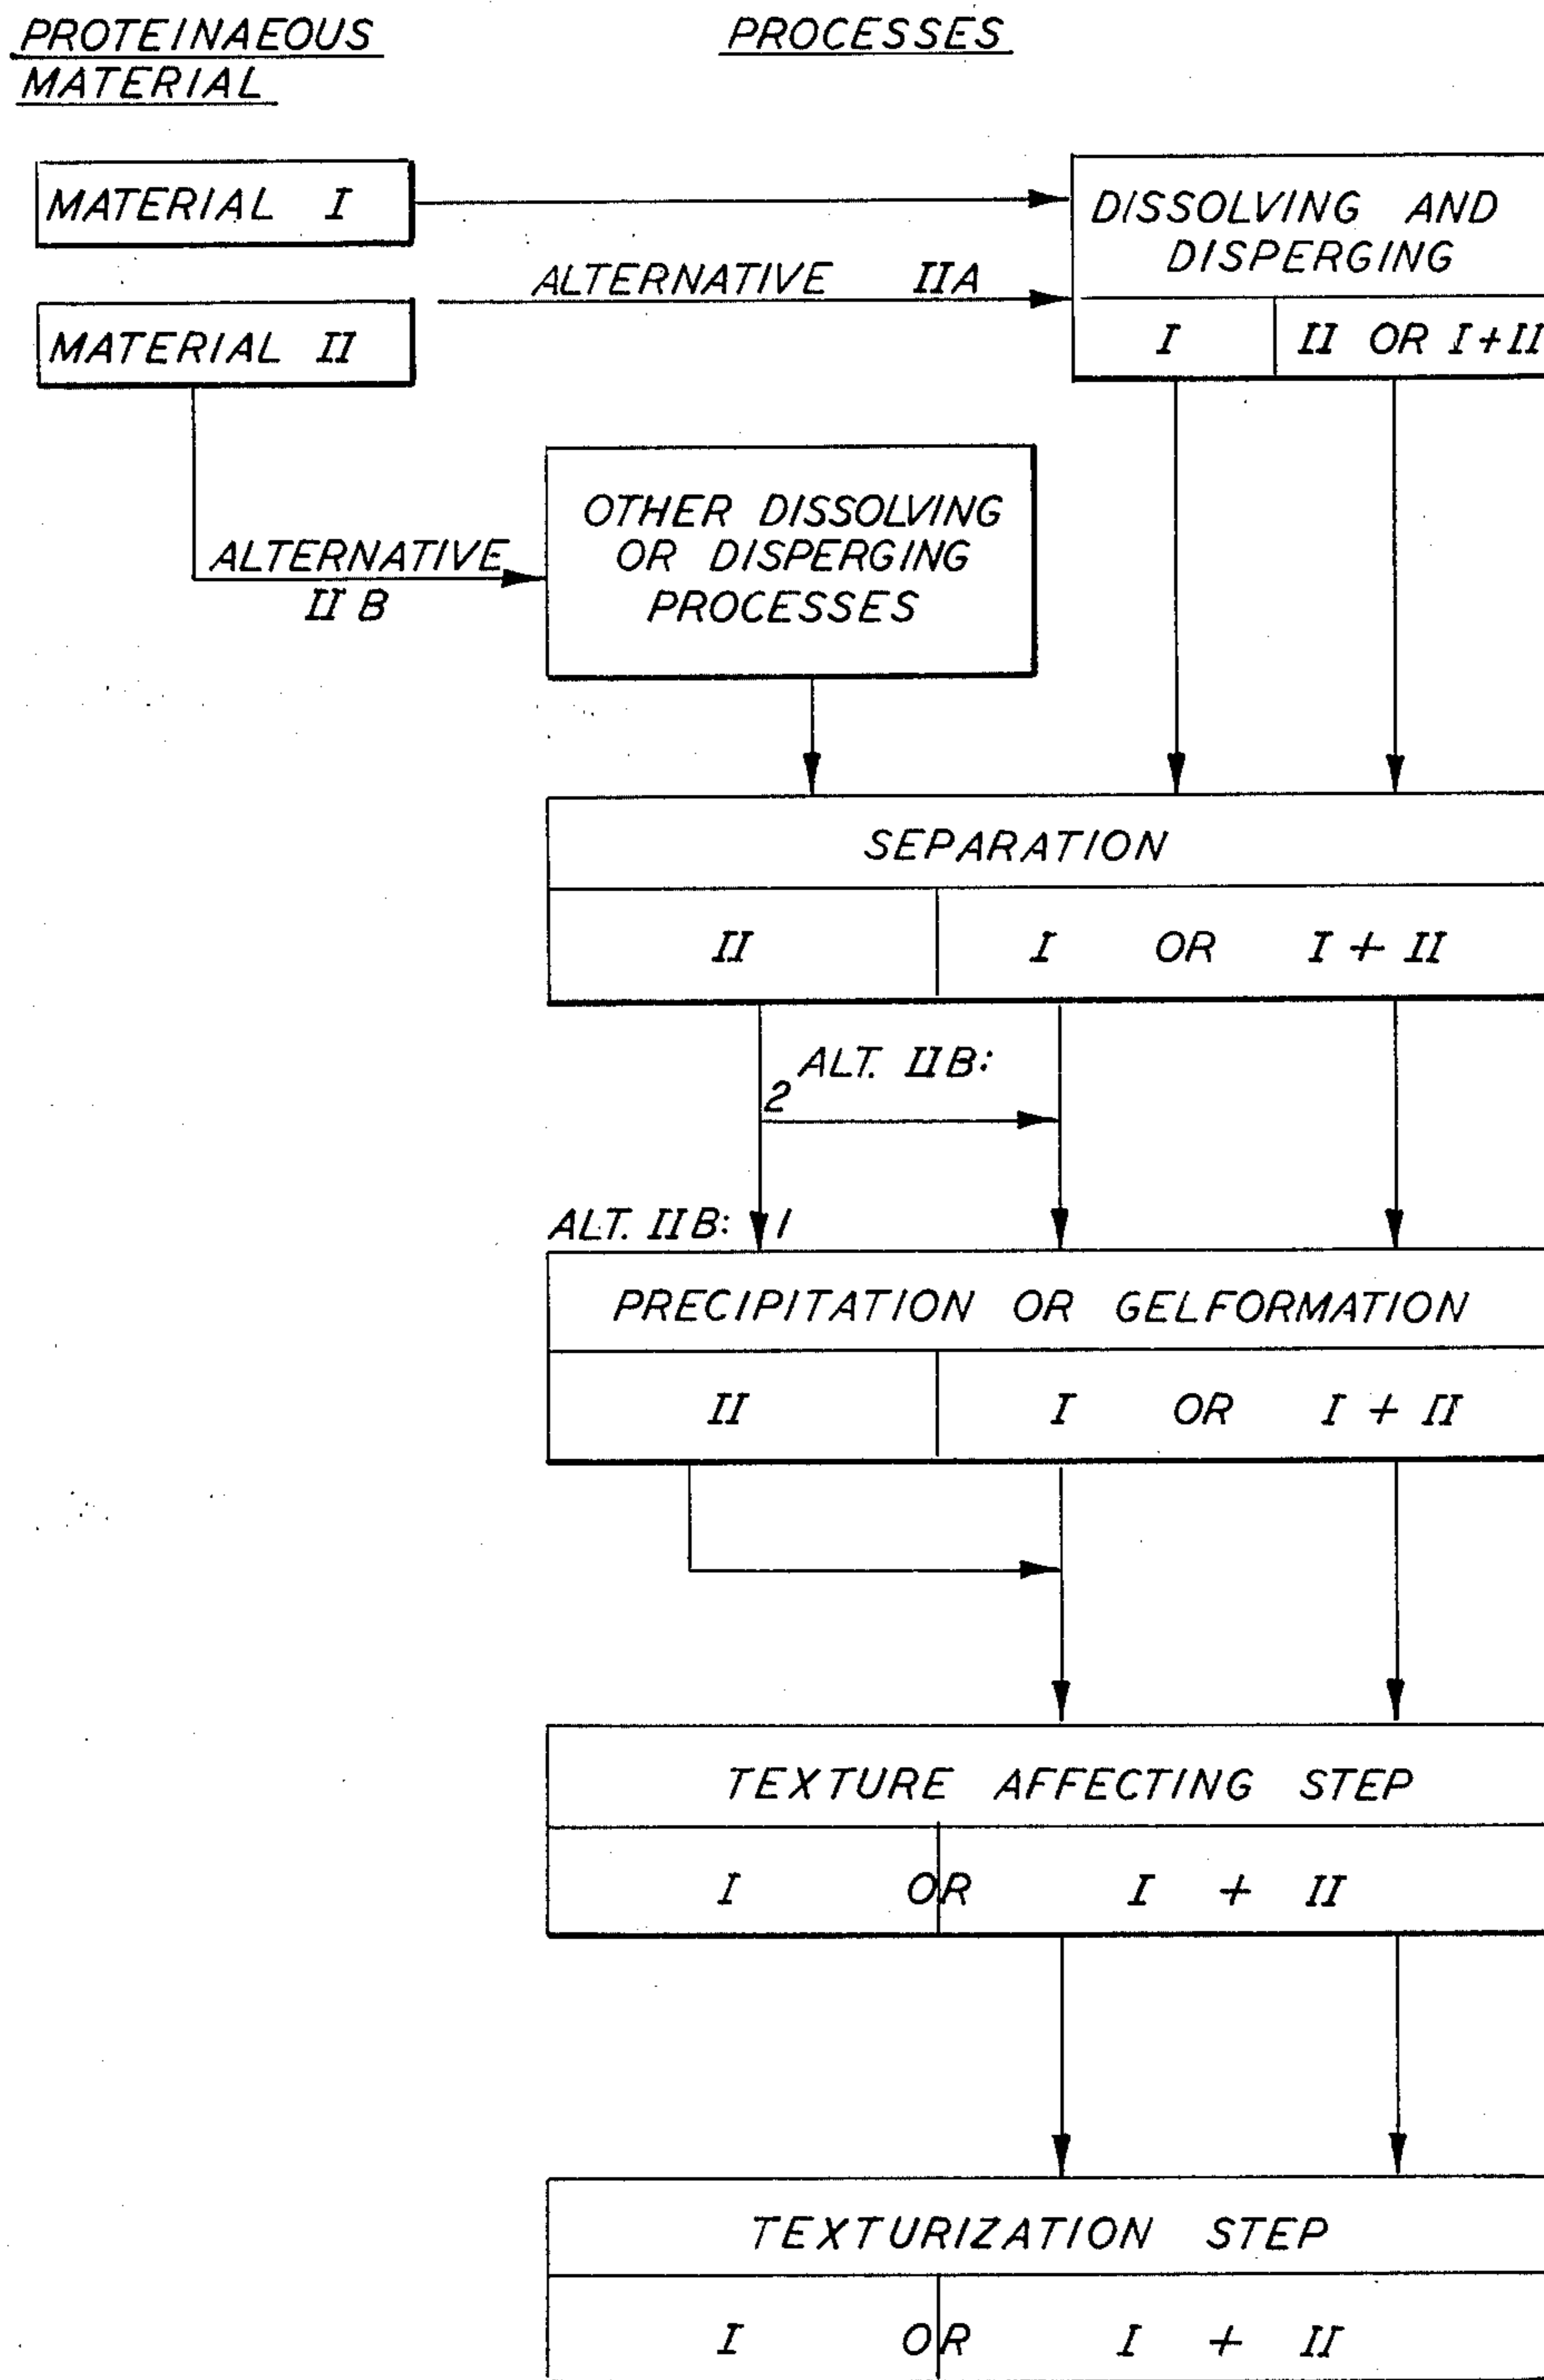 PROTEINAEOUS
MATERIAL
PROCESSES
MATERIAL I
DISSOLVING AND
DISPERGING
ALTERNATIVE IIA
MATERIAL II
I
II OR I+II
OTHER DISSOLVING
OR DISPERGING
PROCESSES
ALTERNATIVE
II B
SEPARATION
II
I OR I + II
ALT. IIB:
2
ALT. IIB: 1
PRECIPITATION OR GELFORMATION
II
I OR I + II
TEXTURE AFFECTING STEP
I OR I + II
TEXTURIZATION STEP
I OR I + II